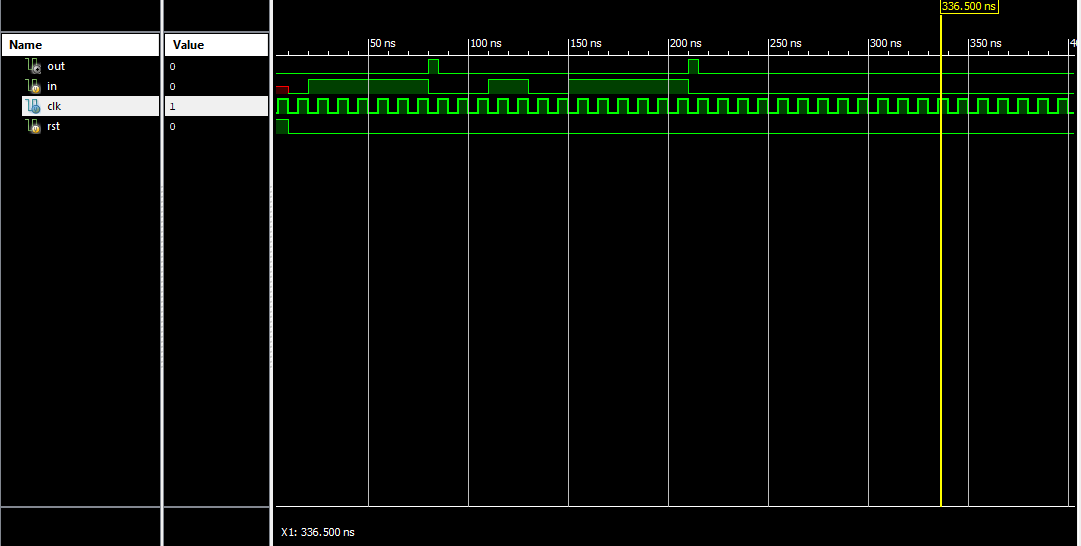 336.500 ns
Name Value
50 ns 100 ns 150 ns 200 ns 250 ns 300 ns 350 ns
out 0
in 0
clk 1
rst 0
X1: 336.500 ns